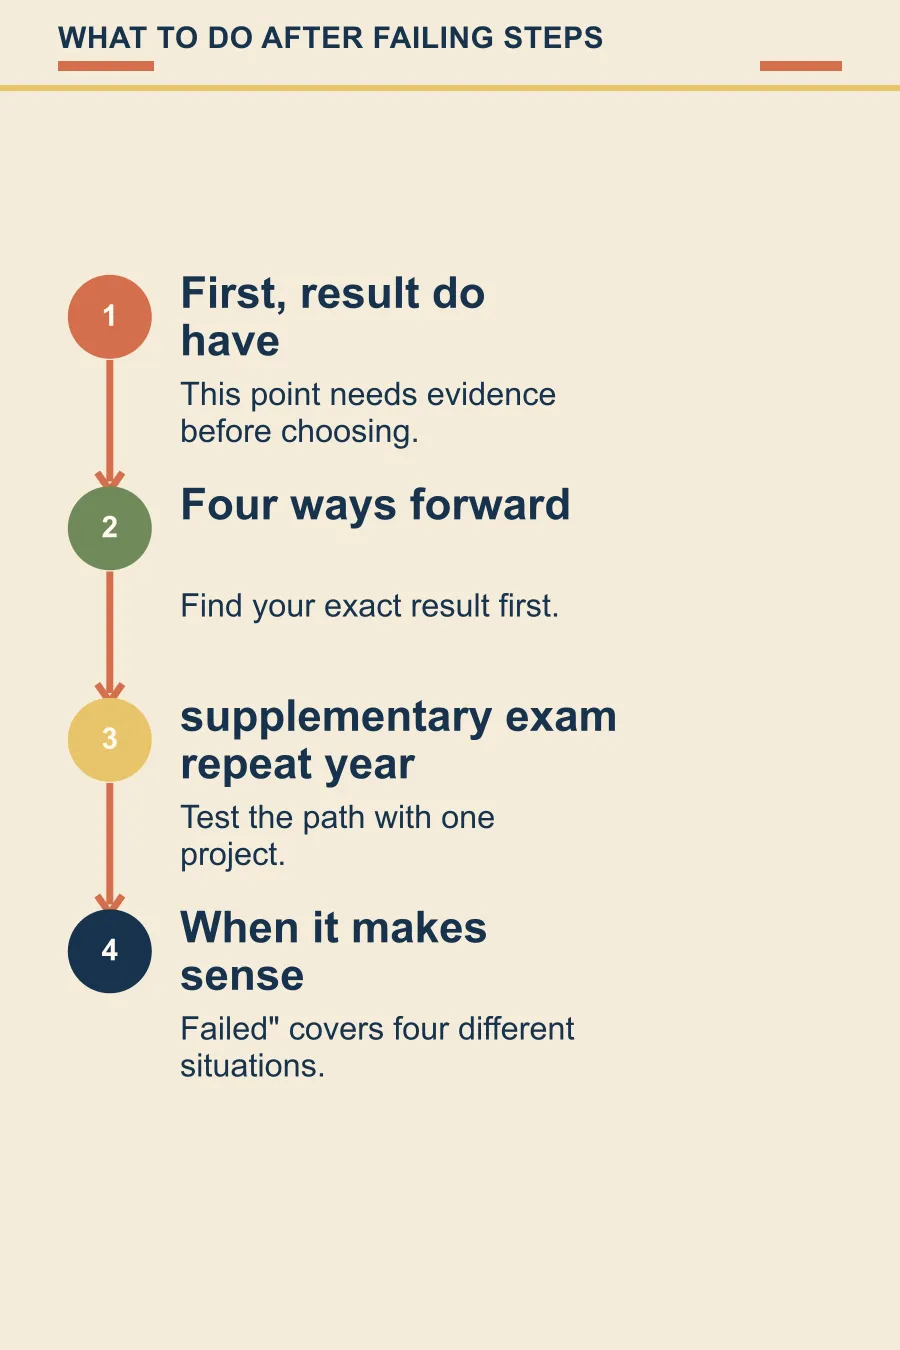 WHAT TO DO AFTER FAILING STEPS
1
First, result do
have
This point needs evidence
before choosing.
2
Four ways forward
Find your exact result first.
3
supplementary exam
repeat year
Test the path with one
project.
4
When it makes
sense
Failed" covers four different
situations.